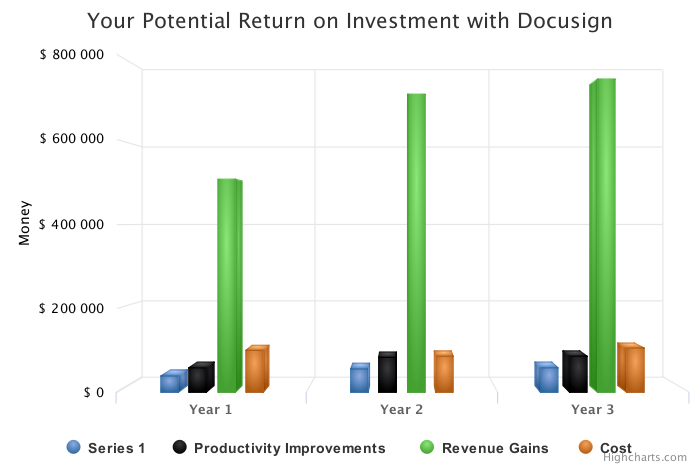 Your Potential Return on Investment with Docusign
$ 800 000
$ 600 000
$ 400 000
$ 200 000
$ 0
Money
Year 1 Year 2 Year 3
Series 1 Productivity Improvements Revenue Gains Cost
Highcharts.com